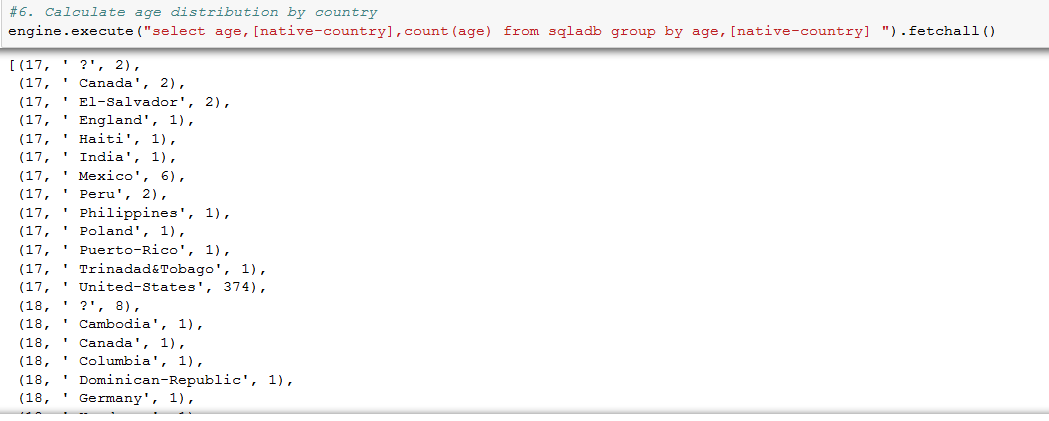 #6. Calculate age distribution by country
engine.execute("select age,[native-country],count(age) from sqladb group by age,[native-country] ").fetchall()
[(17, ' ?', 2),
(17, ' Canada', 2),
(17, ' El-Salvador', 2),
(17, ' England', 1),
(17, ' Haiti', 1),
(17, ' India', 1),
(17, ' Mexico', 6),
(17, ' Peru', 2),
(17, ' Philippines', 1),
(17, ' Poland', 1),
(17, ' Puerto-Rico', 1),
(17, ' Trinadad&Tobago', 1),
(17, ' United-States', 374),
(18, ' ?', 8),
(18, ' Cambodia', 1),
(18, ' Canada', 1),
(18, ' Columbia', 1),
(18, ' Dominican-Republic', 1),
(18, ' Germany', 1),